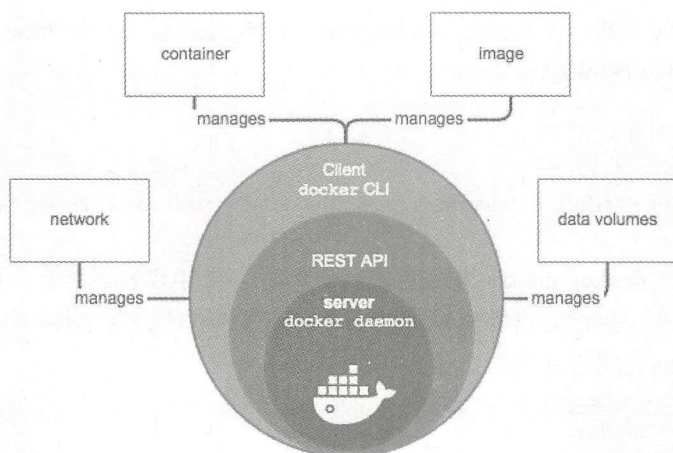 container
image
manages
manages
Client
docker CLI
network
data volumes
REST API
manages
manages
server
docker daemon